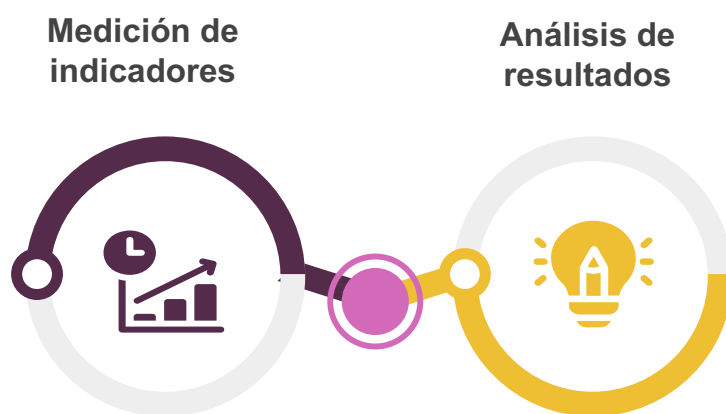 Medición de
indicadores
Análisis de
resultados